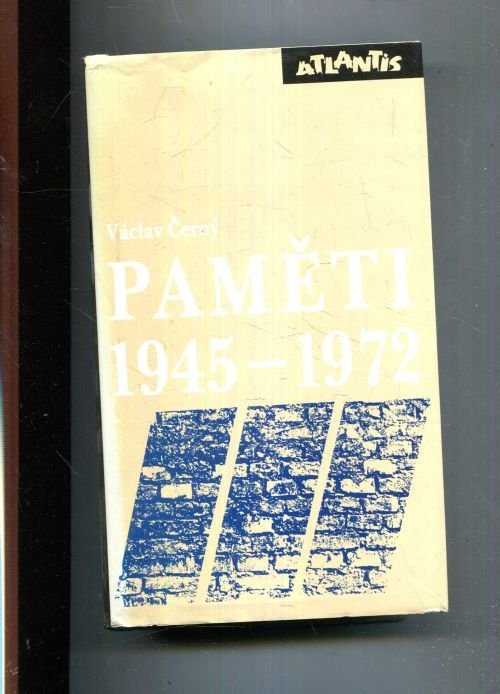 ATLANTIS
Václav Černý
PAMĚTI
1945–1972